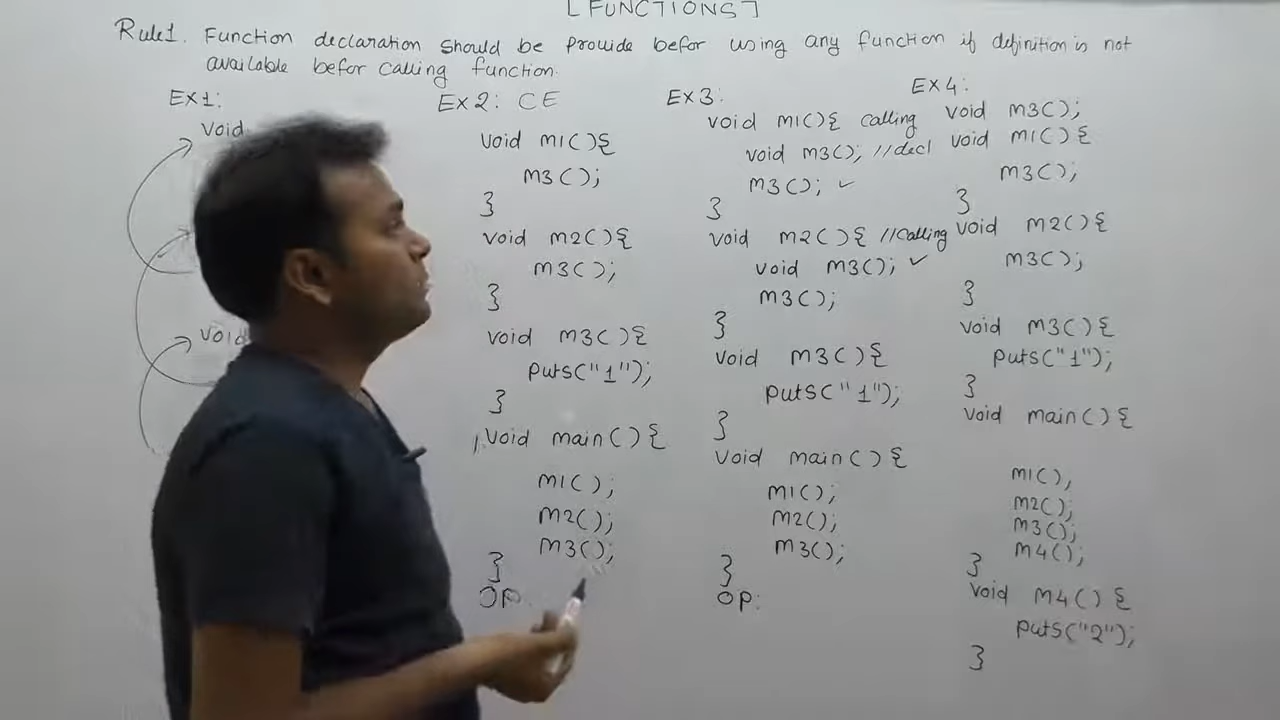 [FUNCTIONS]
Rule1. Function declaration should be provide befor using any function if definition is not
available befor calling function.
EX1:
Void
void
EX2: CE
void m1(){
m3();
}
void m2(){
m3();
}
void m3(){
puts("1");
}
void main(){
m1();
m2();
m3();
}
OP:
EX3:
void m1(){ calling
void m3(); //decl
m3(); ✓
}
void m2(){ //calling
void m3(); ✓
m3();
}
void m3(){
puts("1");
}
void main(){
m1();
m2();
m3();
}
OP:
EX4:
void m3();
void m1(){
m3();
}
void m2(){
m3();
}
void m3(){
puts("1");
}
void main(){
m1(),
m2();
m3();
m4();
}
void m4(){
puts("2");
}